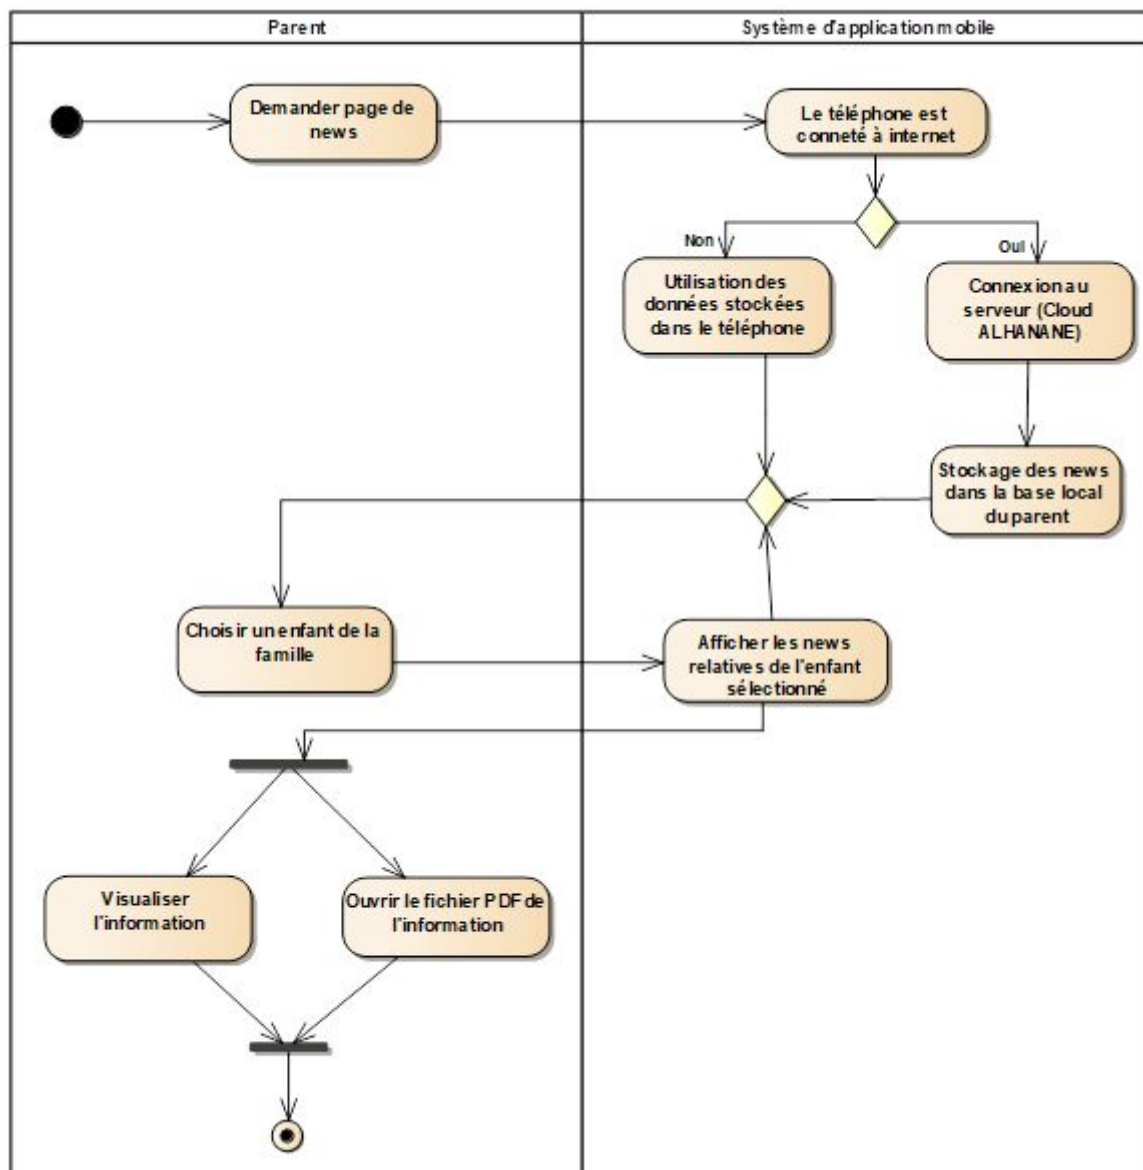 Parent
Système d'application mobile
Demander page de
news
Le téléphone est
conneté à internet
Non
Oui
Utilisation des
données stockées
dans le téléphone
Connexion au
serveur (Cloud
ALHANANE)
Stockage des news
dans la base local
du parent
Choisir un enfant de la
famille
Afficher les news
relatives de l'enfant
sélectionné
Visualiser
l'information
Ouvrir le fichier PDF de
l'information